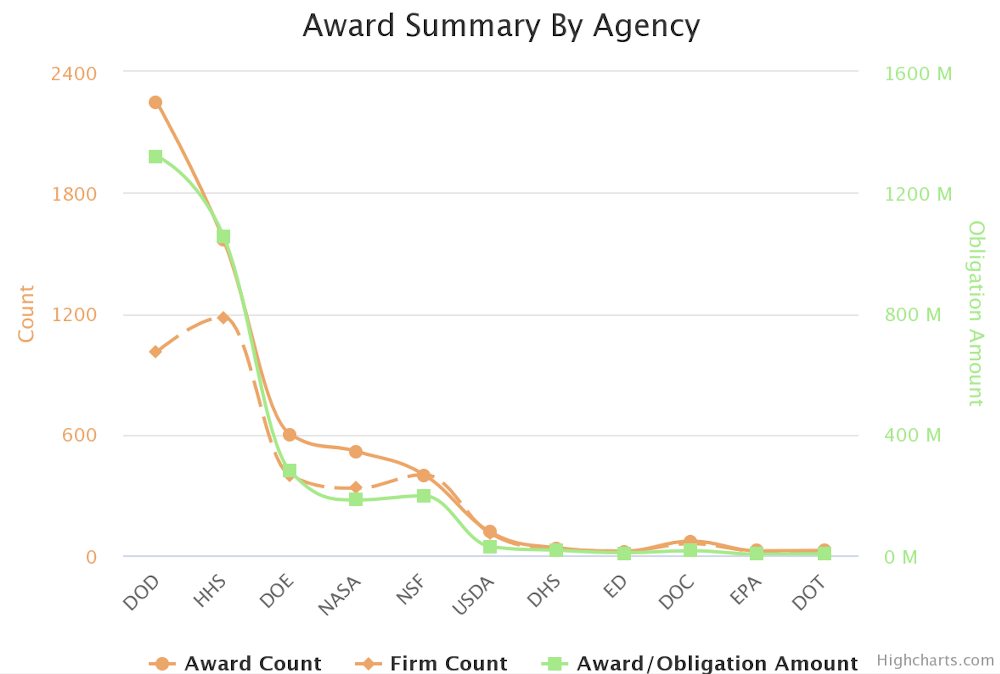 Award Summary By Agency
2400
1800
1200
600
0
Count
1600 M
1200 M
800 M
400 M
0 M
Obligation Amount
DOD
HHS
DOE
NASA
NSF
USDA
DHS
ED
DOC
EPA
DOT
Award Count
Firm Count
Award/Obligation Amount
Highcharts.com